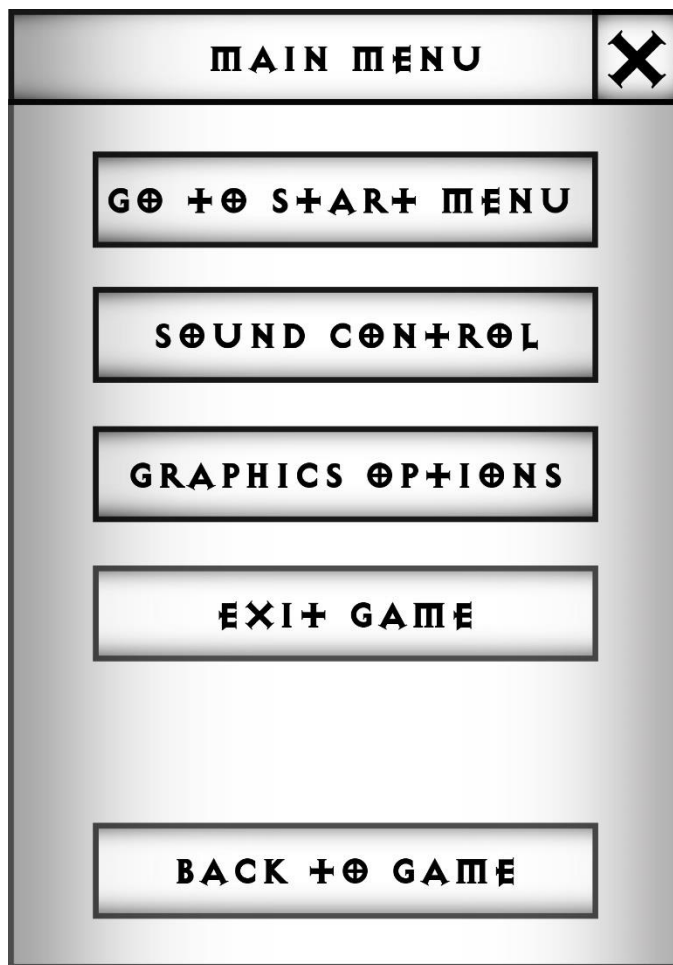 MAIN MENU
GO TO START MENU
SOUND CONTROL
GRAPHICS OPTIONS
EXIT GAME
BACK TO GAME